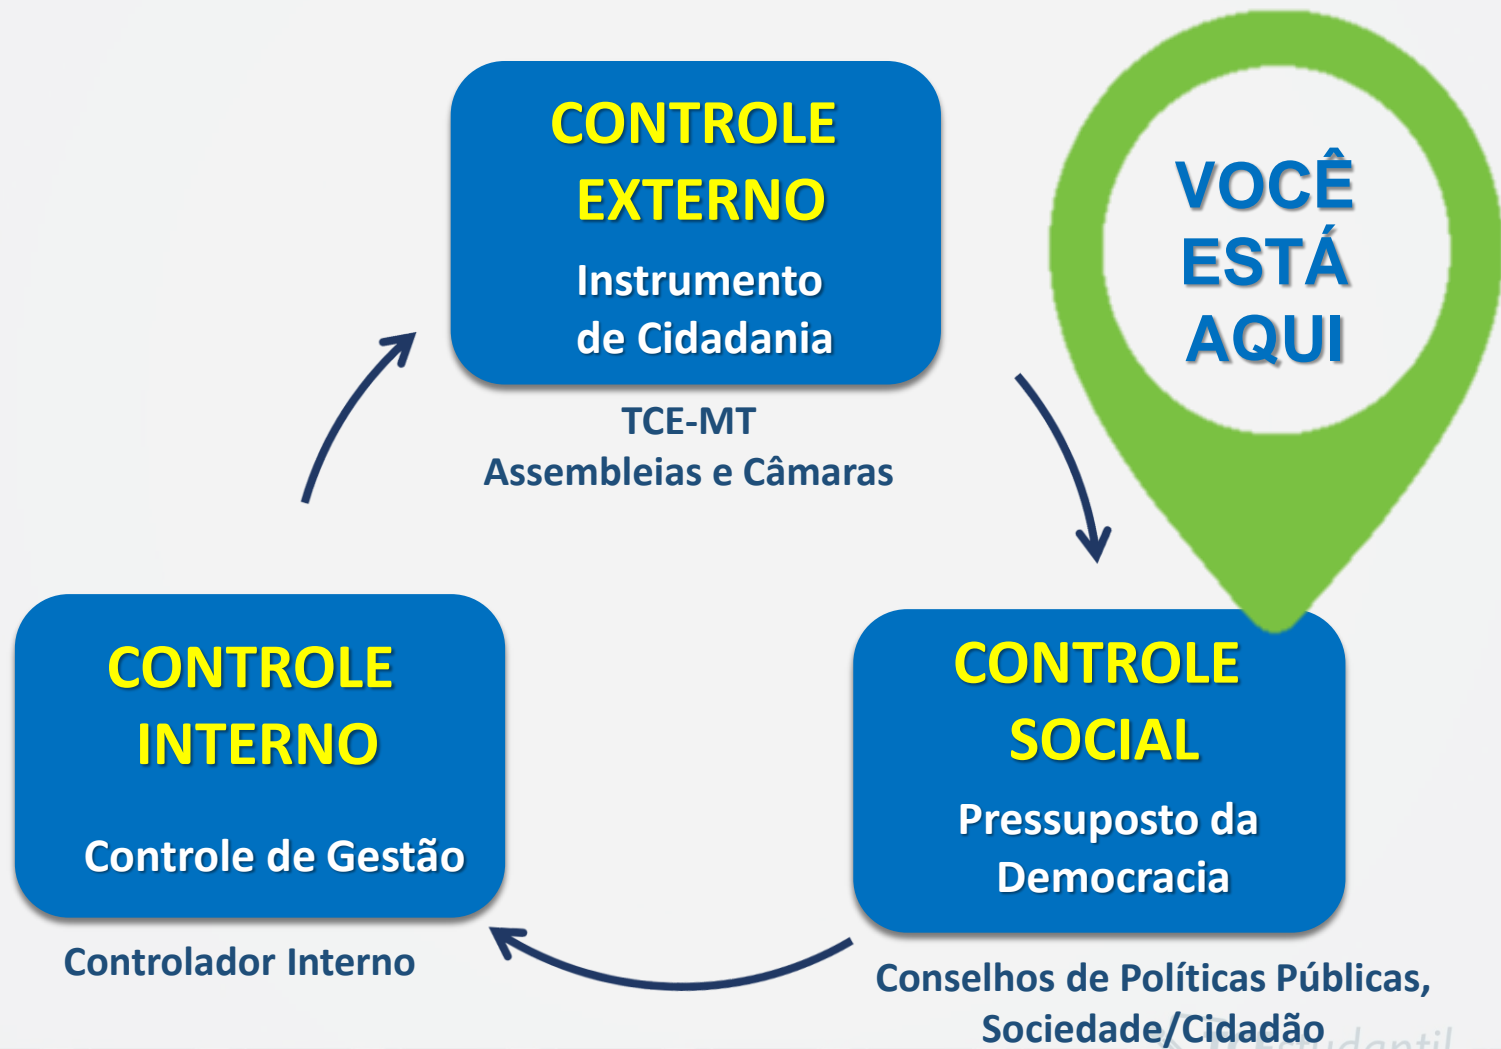 CONTROLE
EXTERNO
Instrumento
de Cidadania
TCE-MT
Assembleias e Câmaras
VOCÊ
ESTÁ
AQUI
CONTROLE
INTERNO
Controle de Gestão
Controlador Interno
CONTROLE
SOCIAL
Pressuposto da
Democracia
Conselhos de Políticas Públicas,
Sociedade/Cidadão